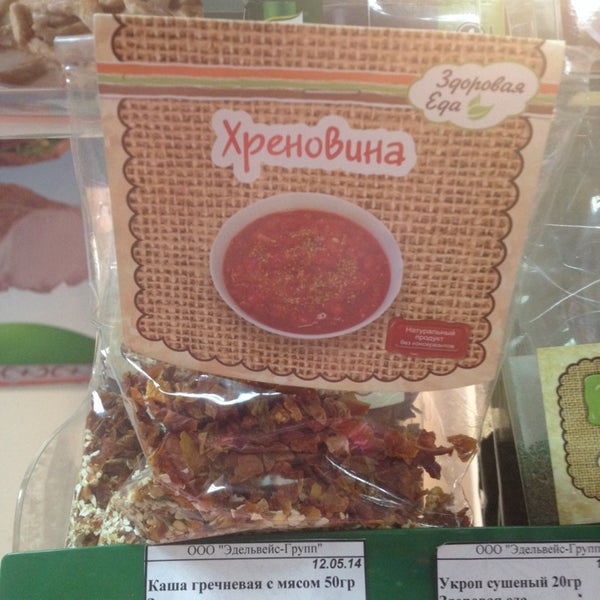 Здоровая
Еда
Хреновина
Натуральный
продукт
без консервантов
ООО "Эдельвейс-Групп"
12.05.14
Каша гречневая с мясом 50гр
ООО "Эдельвейс-Групп"
Укроп сушеный 20гр